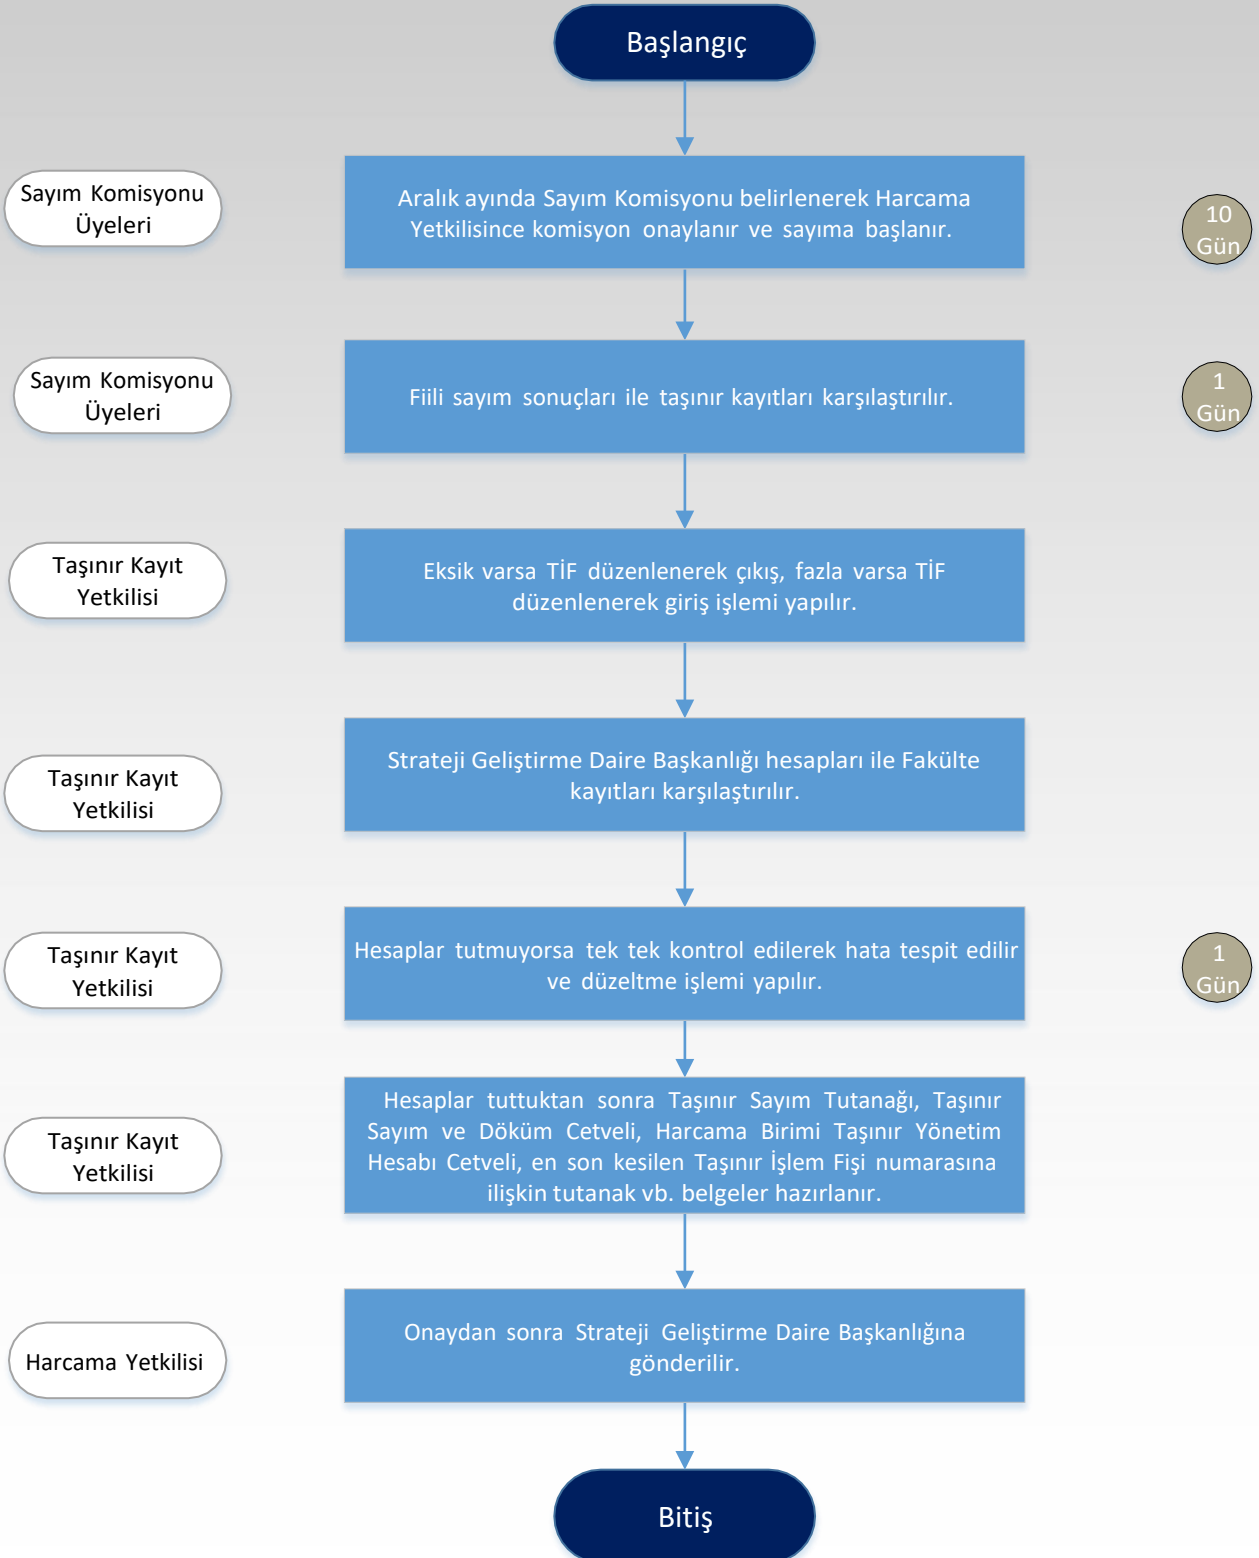 Başlangıç
Sayım Komisyonu
Üyeleri
Aralık ayında Sayım Komisyonu belirlenerek Harcama
Yetkilisince komisyon onaylanır ve sayıma başlanır.
10
Gün
Sayım Komisyonu
Üyeleri
Fiili sayım sonuçları ile taşınır kayıtları karşılaştırılır.
1
Gün
Taşınır Kayıt
Yetkilisi
Eksik varsa TİF düzenlenerek çıkış, fazla varsa TİF
düzenlenerek giriş işlemi yapılır.
Taşınır Kayıt
Yetkilisi
Strateji Geliştirme Daire Başkanlığı hesapları ile Fakülte
kayıtları karşılaştırılır.
Taşınır Kayıt
Yetkilisi
Hesaplar tutmuyorsa tek tek kontrol edilerek hata tespit edilir
ve düzeltme işlemi yapılır.
1
Gün
Taşınır Kayıt
Yetkilisi
Hesaplar tuttuktan sonra Taşınır Sayım Tutanağı, Taşınır
Sayım ve Döküm Cetveli, Harcama Birimi Taşınır Yönetim
Hesabı Cetveli, en son kesilen Taşınır İşlem Fişi numarasına
ilişkin tutanak vb. belgeler hazırlanır.
Harcama Yetkilisi
Onaydan sonra Strateji Geliştirme Daire Başkanlığına
gönderilir.
Bitiş